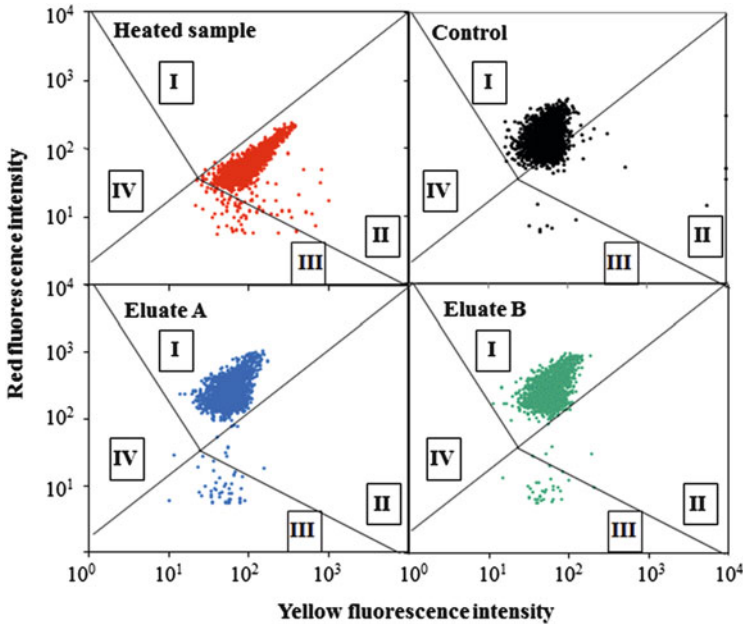 Heated sample
Control
Eluate A
Eluate B
I
II
III
IV
I
II
III
IV
I
II
III
IV
I
II
III
IV
10⁴
10³
10²
10¹
10⁴
10³
10²
10¹
10⁰
10¹
10²
10³
10⁰
10¹
10²
10³
10⁴
Red fluorescence intensity
Yellow fluorescence intensity